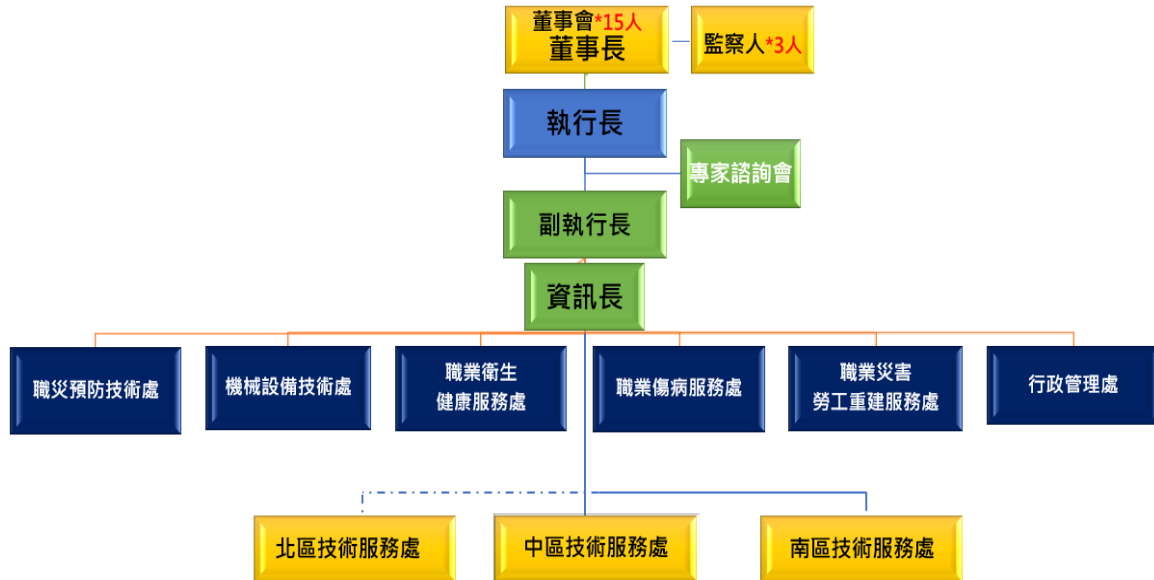 董事會*15人
董事長
監察人*3人
執行長
專家諮詢會
副執行長
資訊長
職災預防技術處
機械設備技術處
職業衛生
健康服務處
職業傷病服務處
職業災害
勞工重建服務處
行政管理處
北區技術服務處
中區技術服務處
南區技術服務處